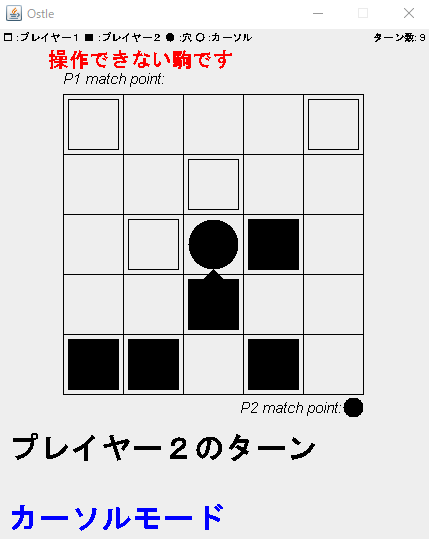 Ostle
□ :プレイヤー１ ■ :プレイヤー２ ● :穴 〇 :カーソル
ターン数: 9
操作できない駒です
P1 match point:
P2 match point:
プレイヤー２のターン
カーソルモード